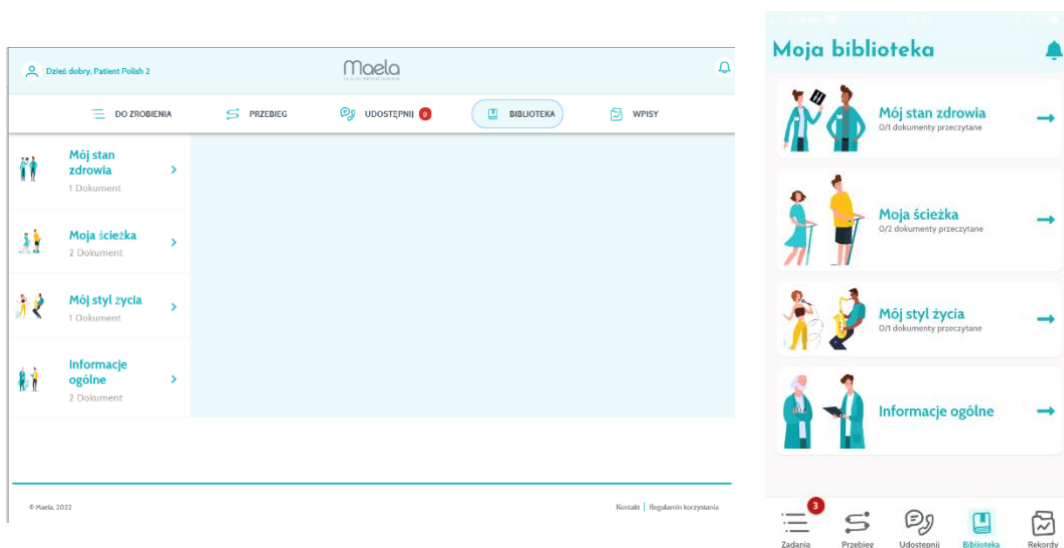 Dzień dobry, Patient Polish 2
Maela
DO ZROBIENIA
PRZEBIEG
UDOSTĘPNIJ 0
BIBLIOTEKA
WPISY
Mój stan
zdrowia
1 Dokument
Moja ścieżka
2 Dokument
Mój styl życia
1 Dokument
Informacje
ogólne
2 Dokument
© Maela, 2022
Kontakt | Regulamin korzystania
Moja biblioteka
Mój stan zdrowia
0/1 dokumenty przeczytane
Moja ścieżka
0/2 dokumenty przeczytane
Mój styl życia
0/1 dokumenty przeczytane
Informacje ogólne
3
Zadania
Przebieg
Udostępnij
Biblioteka
Rekordy